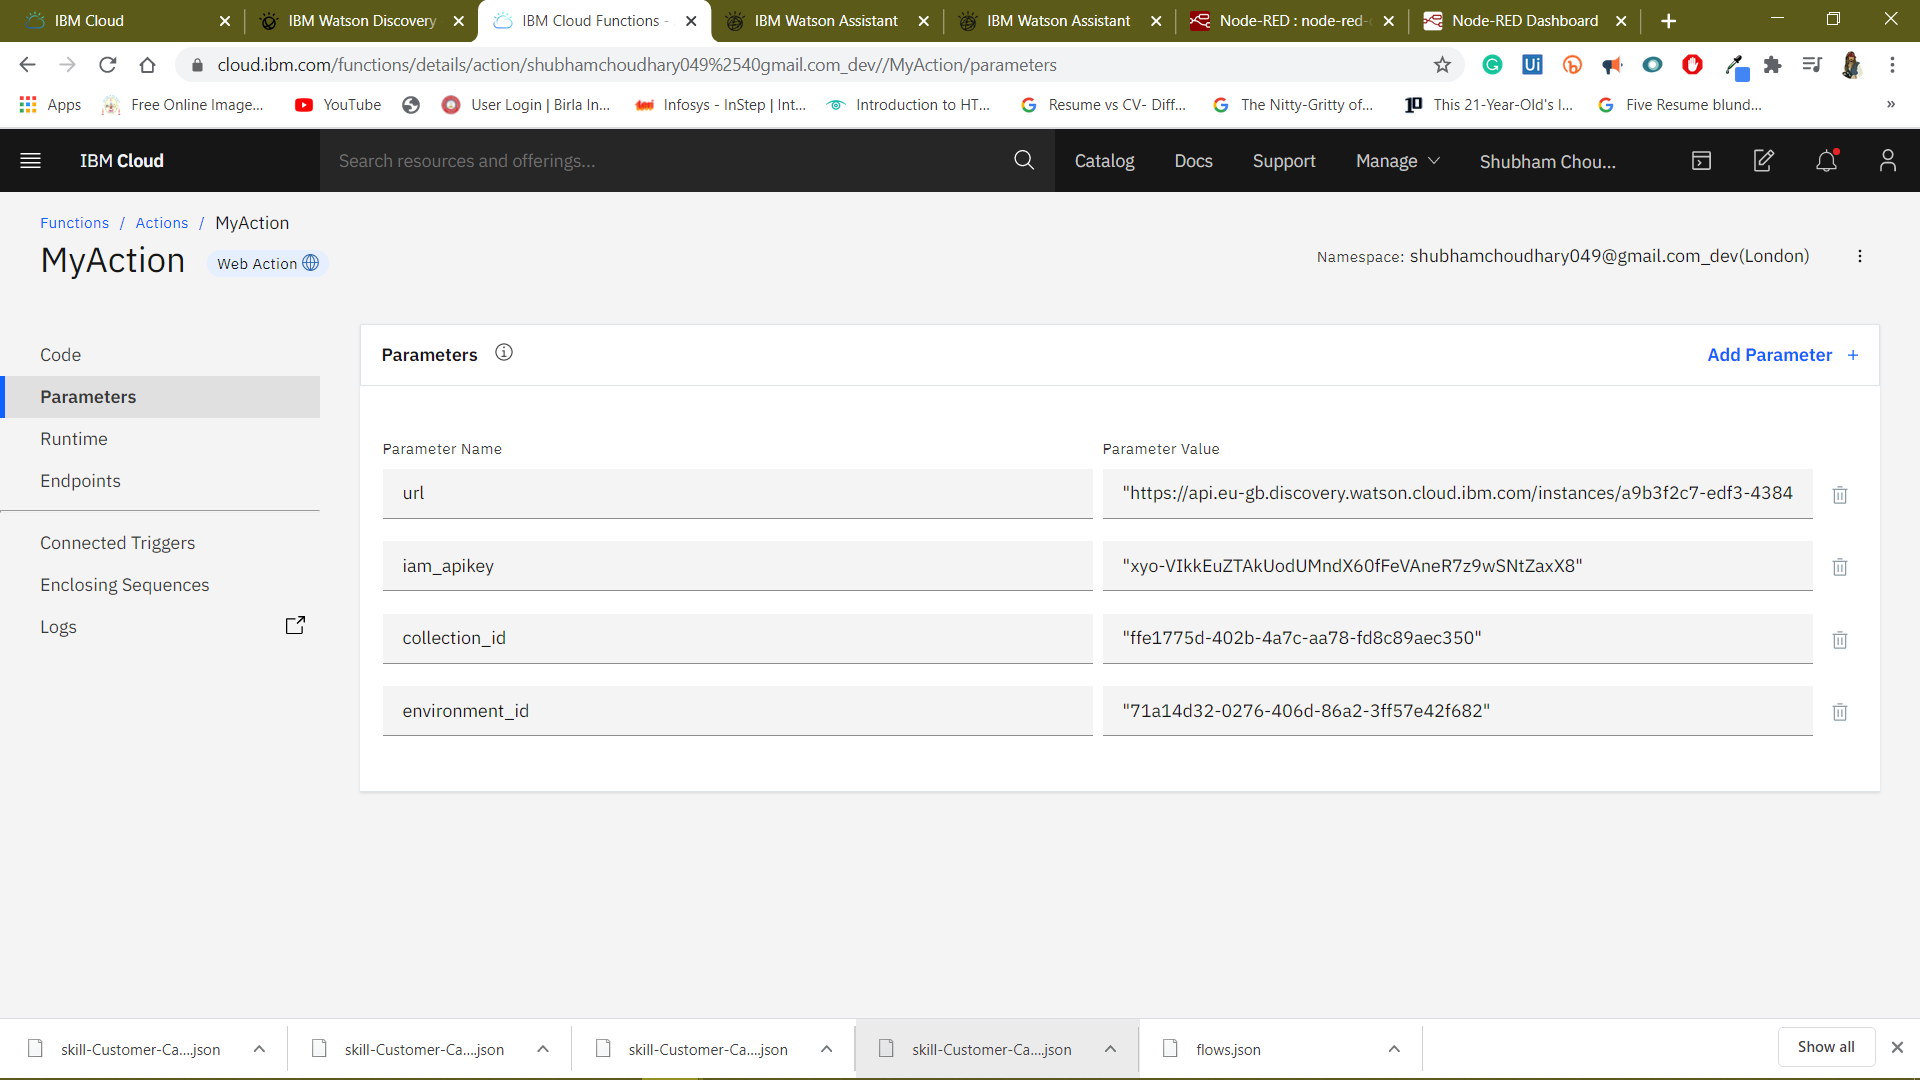 IBM Cloud
IBM Watson Discovery
IBM Cloud Functions -
IBM Watson Assistant
IBM Watson Assistant
Node-RED : node-red-
Node-RED Dashboard
cloud.ibm.com/functions/details/action/shubhamchoudhary049%2540gmail.com_dev//MyAction/parameters
Apps
Free Online Image...
YouTube
User Login | Birla In...
Infosys - InStep | Int...
Introduction to HT...
Resume vs CV- Diff...
The Nitty-Gritty of...
This 21-Year-Old's I...
Five Resume blund...
»
IBM Cloud
Search resources and offerings...
Catalog
Docs
Support
Manage
Shubham Chou...
Functions / Actions / MyAction
MyAction
Web Action
Namespace: shubhamchoudhary049@gmail.com_dev(London)
Code
Parameters
Runtime
Endpoints
Connected Triggers
Enclosing Sequences
Logs
Parameters
Add Parameter +
Parameter Name
Parameter Value
url
"https://api.eu-gb.discovery.watson.cloud.ibm.com/instances/a9b3f2c7-edf3-4384
iam_apikey
"xyo-VIkkEuZTAkUodUMndX60fFeVAneR7z9wSNtZaxX8"
collection_id
"ffe1775d-402b-4a7c-aa78-fd8c89aec350"
environment_id
"71a14d32-0276-406d-86a2-3ff57e42f682"
skill-Customer-Ca....json
skill-Customer-Ca....json
skill-Customer-Ca....json
skill-Customer-Ca....json
flows.json
Show all